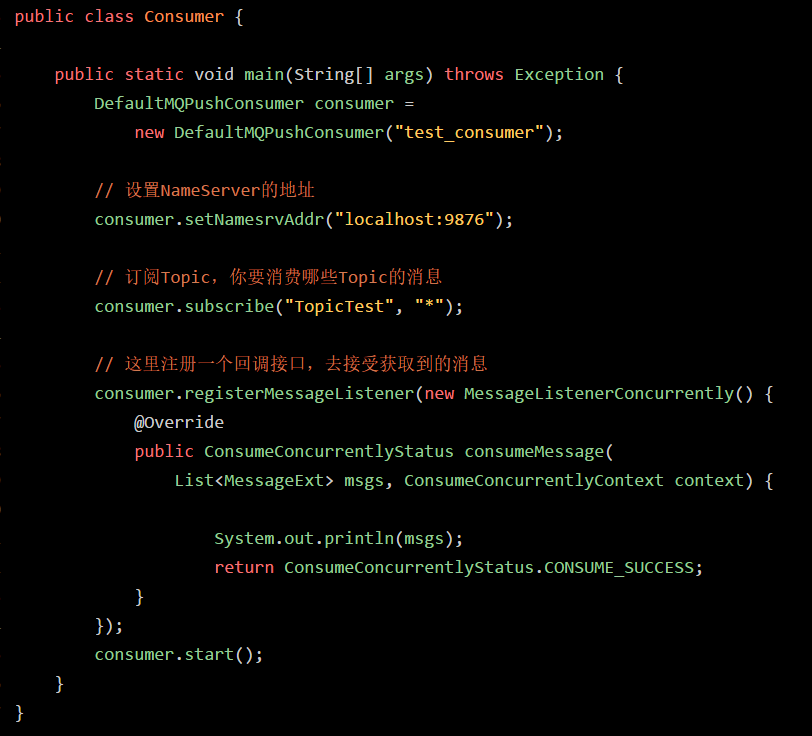 public class Consumer {
public static void main(String[] args) throws Exception {
DefaultMQPushConsumer consumer =
new DefaultMQPushConsumer("test_consumer");
// 设置NameServer的地址
consumer.setNamesrvAddr("localhost:9876");
// 订阅Topic，你要消费哪些Topic的消息
consumer.subscribe("TopicTest", "*");
// 这里注册一个回调接口，去接受获取到的消息
consumer.registerMessageListener(new MessageListenerConcurrently() {
@Override
public ConsumeConcurrentlyStatus consumeMessage(
List<MessageExt> msgs, ConsumeConcurrentlyContext context) {
System.out.println(msgs);
return ConsumeConcurrentlyStatus.CONSUME_SUCCESS;
}
});
consumer.start();
}
}